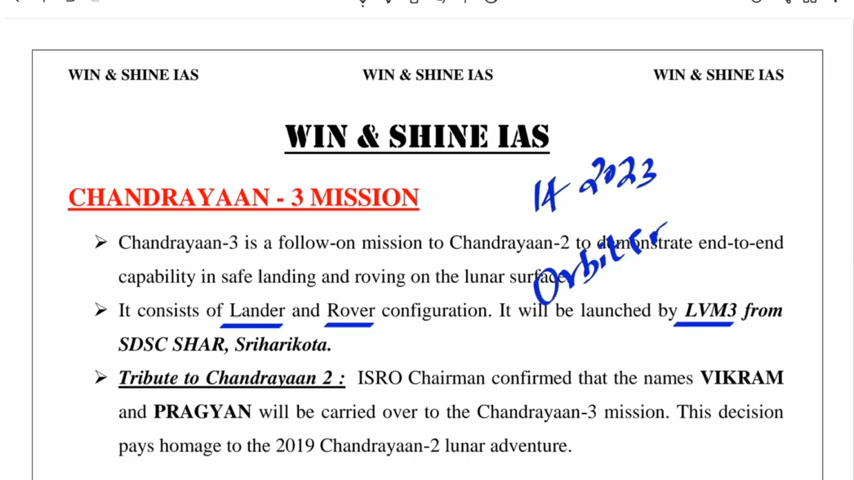 WIN & SHINE IAS WIN & SHINE IAS WIN & SHINE IAS
WIN & SHINE IAS
14 2023
CHANDRAYAAN - 3 MISSION
➢ Chandrayaan-3 is a follow-on mission to Chandrayaan-2 to demonstrate end-to-end
capability in safe landing and roving on the lunar surface
Orbiter
➢ It consists of Lander and Rover configuration. It will be launched by LVM3 from
SDSC SHAR, Sriharikota.
➢ Tribute to Chandrayaan 2 : ISRO Chairman confirmed that the names VIKRAM
and PRAGYAN will be carried over to the Chandrayaan-3 mission. This decision
pays homage to the 2019 Chandrayaan-2 lunar adventure.